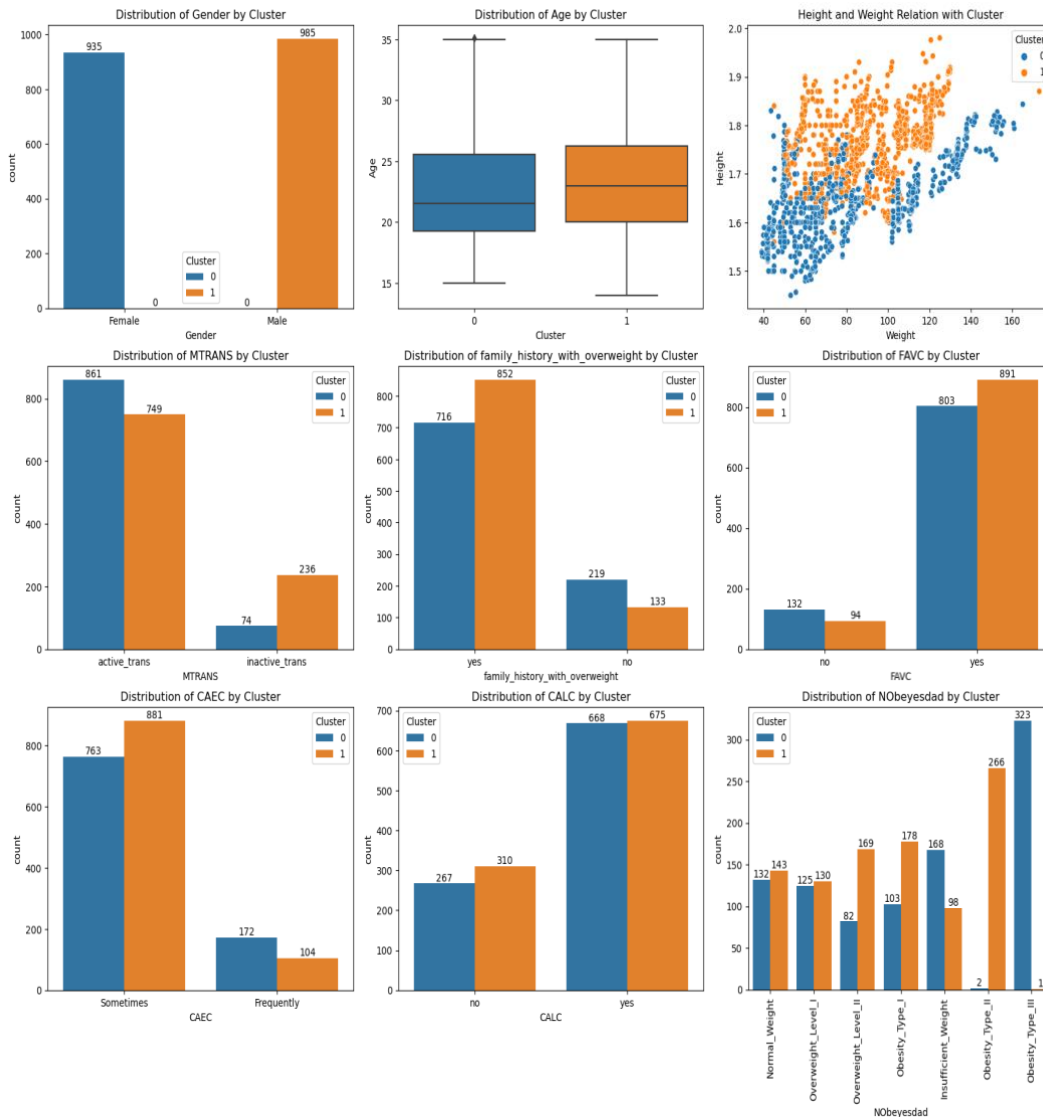 Distribution of Gender by Cluster
935
985
1000
800
600
400
200
0
count
0
0
Cluster
0
1
Female
Male
Gender
Distribution of Age by Cluster
35
30
25
20
15
Age
0
1
Cluster
Height and Weight Relation with Cluster
Cluster
0
1
2.0
1.9
1.8
1.7
1.6
1.5
Height
40
60
80
100
120
140
160
Weight
Distribution of MTRANS by Cluster
861
749
236
74
Cluster
0
1
800
600
400
200
0
count
active_trans
inactive_trans
MTRANS
Distribution of family_history_with_overweight by Cluster
852
716
219
133
Cluster
0
1
800
600
400
200
0
count
yes
no
family_history_with_overweight
Distribution of FAVC by Cluster
891
803
132
94
Cluster
0
1
800
600
400
200
0
count
no
yes
FAVC
Distribution of CAEC by Cluster
881
763
172
104
Cluster
0
1
800
600
400
200
0
count
Sometimes
Frequently
CAEC
Distribution of CALC by Cluster
668
675
267
310
Cluster
0
1
700
600
500
400
300
200
100
0
count
no
yes
CALC
Distribution of NObeyesdad by Cluster
Cluster
0
1
300
250
200
150
100
50
0
count
132
143
125
130
82
169
103
178
168
98
2
266
323
1
Normal_Weight
Overweight_Level_I
Overweight_Level_II
Obesity_Type_I
Insufficient_Weight
Obesity_Type_II
Obesity_Type_III
NObeyesdad